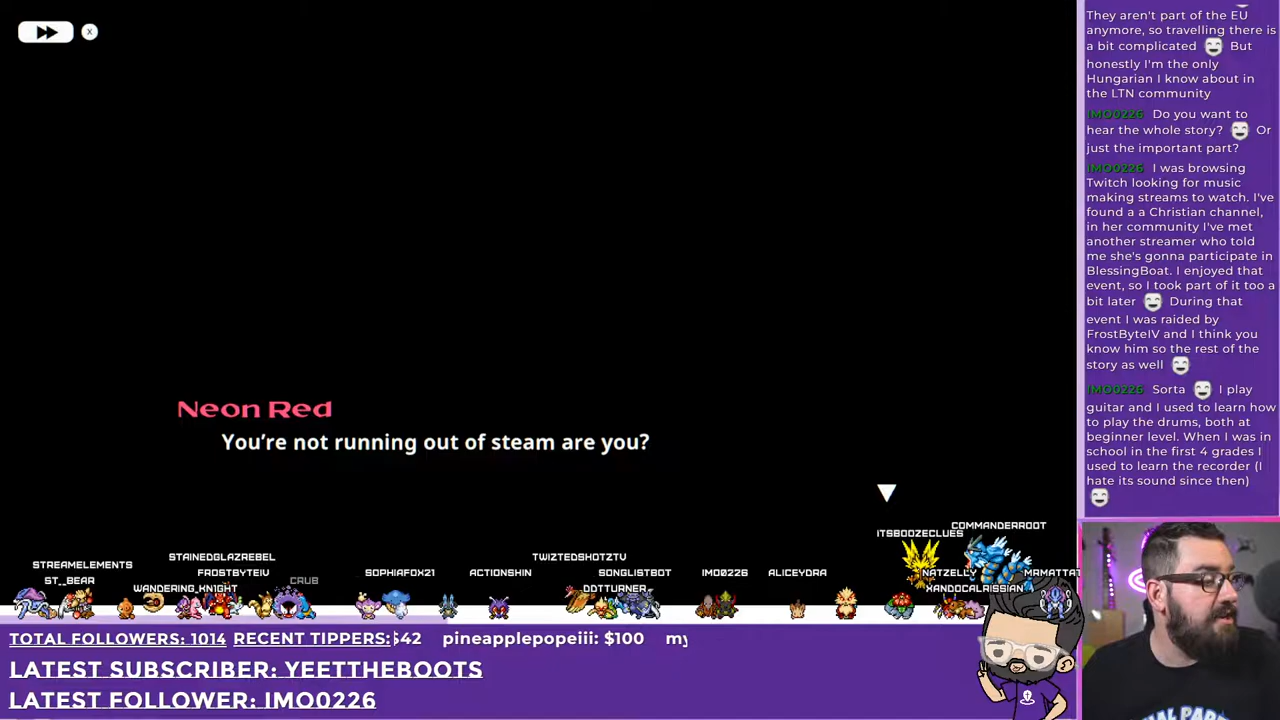 X
They aren't part of the EU
anymore, so travelling there is
a bit complicated But
honestly I'm the only
Hungarian I know about in
the LTN community
IMO0226 Do you want to
hear the whole story? Or
just the important part?
IMO0226 I was browsing
Twitch looking for music
making streams to watch. I've
found a a Christian channel,
in her community I've met
another streamer who told
me she's gonna participate in
BlessingBoat. I enjoyed that
event, so I took part of it too a
bit later During that
event I was raided by
FrostByteIV and I think you
know him so the rest of the
story as well
IMO0226 Sorta I play
guitar and I used to learn how
to play the drums, both at
beginner level. When I was in
school in the first 4 grades I
used to learn the recorder (I
hate its sound since then)
Neon Red
You're not running out of steam are you?
COMMANDERROOT
ITSBOOZECLUES
STREAMELEMENTS
STAINEDGLAZREBEL
TWIZTEDSHOTZTV
ST__BEAR
FROSTBYTEIV
CRUB
SOPHIAFOX21
ACTIONSHIN
SONGLISTBOT
IMO0226
ALICEYDRA
NATZELLY
MAMATTAT
WANDERING_KNIGHT
DDTTURNER
XANDOCALRISSIAN
TOTAL FOLLOWERS: 1014 RECENT TIPPERS: $42 pineapplepopeiii: $100 my
LATEST SUBSCRIBER: YEETTHEBOOTS
LATEST FOLLOWER: IMO0226